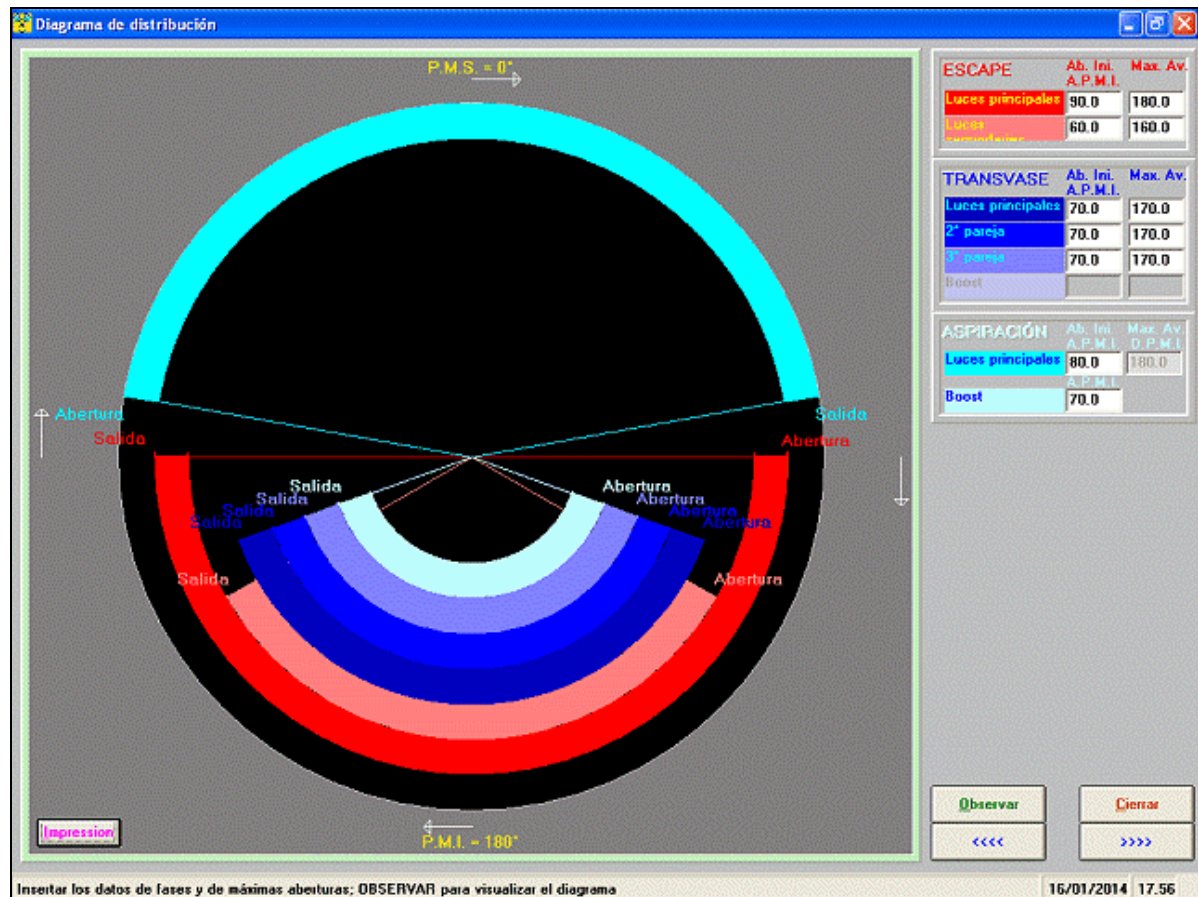 Diagrama de distribución
P.M.S. = 0°
Abertura
Salida
Salida
Abertura
Salida
Abertura
Salida
Abertura
Salida
Abertura
Salida
Abertura
Salida
Abertura
P.M.I. = 180°
Impression
ESCAPE Ab. Ini. A.P.M.I. Max. Av.
Luces principales 90.0 180.0
Luces 60.0 160.0
TRANSVASE Ab. Ini. A.P.M.I. Max. Av.
Luces principales 70.0 170.0
2° pareja 70.0 170.0
3° pareja 70.0 170.0
Boost
ASPIRACIÓN Ab. Ini. A.P.M.I. Max. Av. D.P.M.I.
Luces principales 80.0 180.0
A.P.M.I.
Boost 70.0
Observar Cierrar
<<<< >>>>
Insertar los datos de fases y de máximas aberturas; OBSERVAR para visualizar el diagrama 16/01/2014 17.56